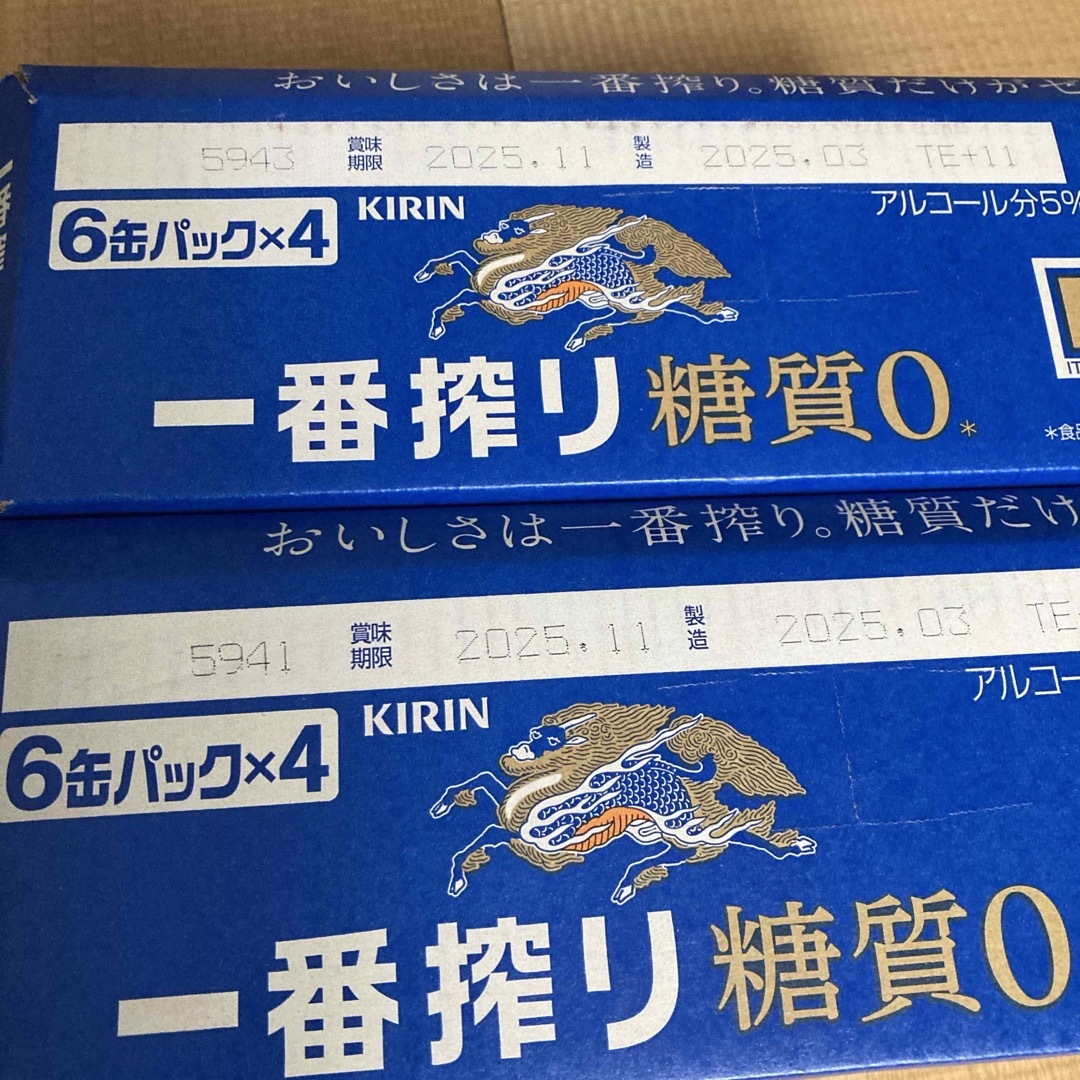 おいしさは一番搾り。糖質だけがゼ
5943 賞味期限 2025.11 製造 2025.03 TE+11
6缶パック×4
KIRIN
アルコール分5%
一番搾り 糖質0*
IT
*食品
おいしさは一番搾り。糖質だけ
5941 賞味期限 2025.11 製造 2025.03 TE
6缶パック×4
KIRIN
アルコー
一番搾り 糖質0